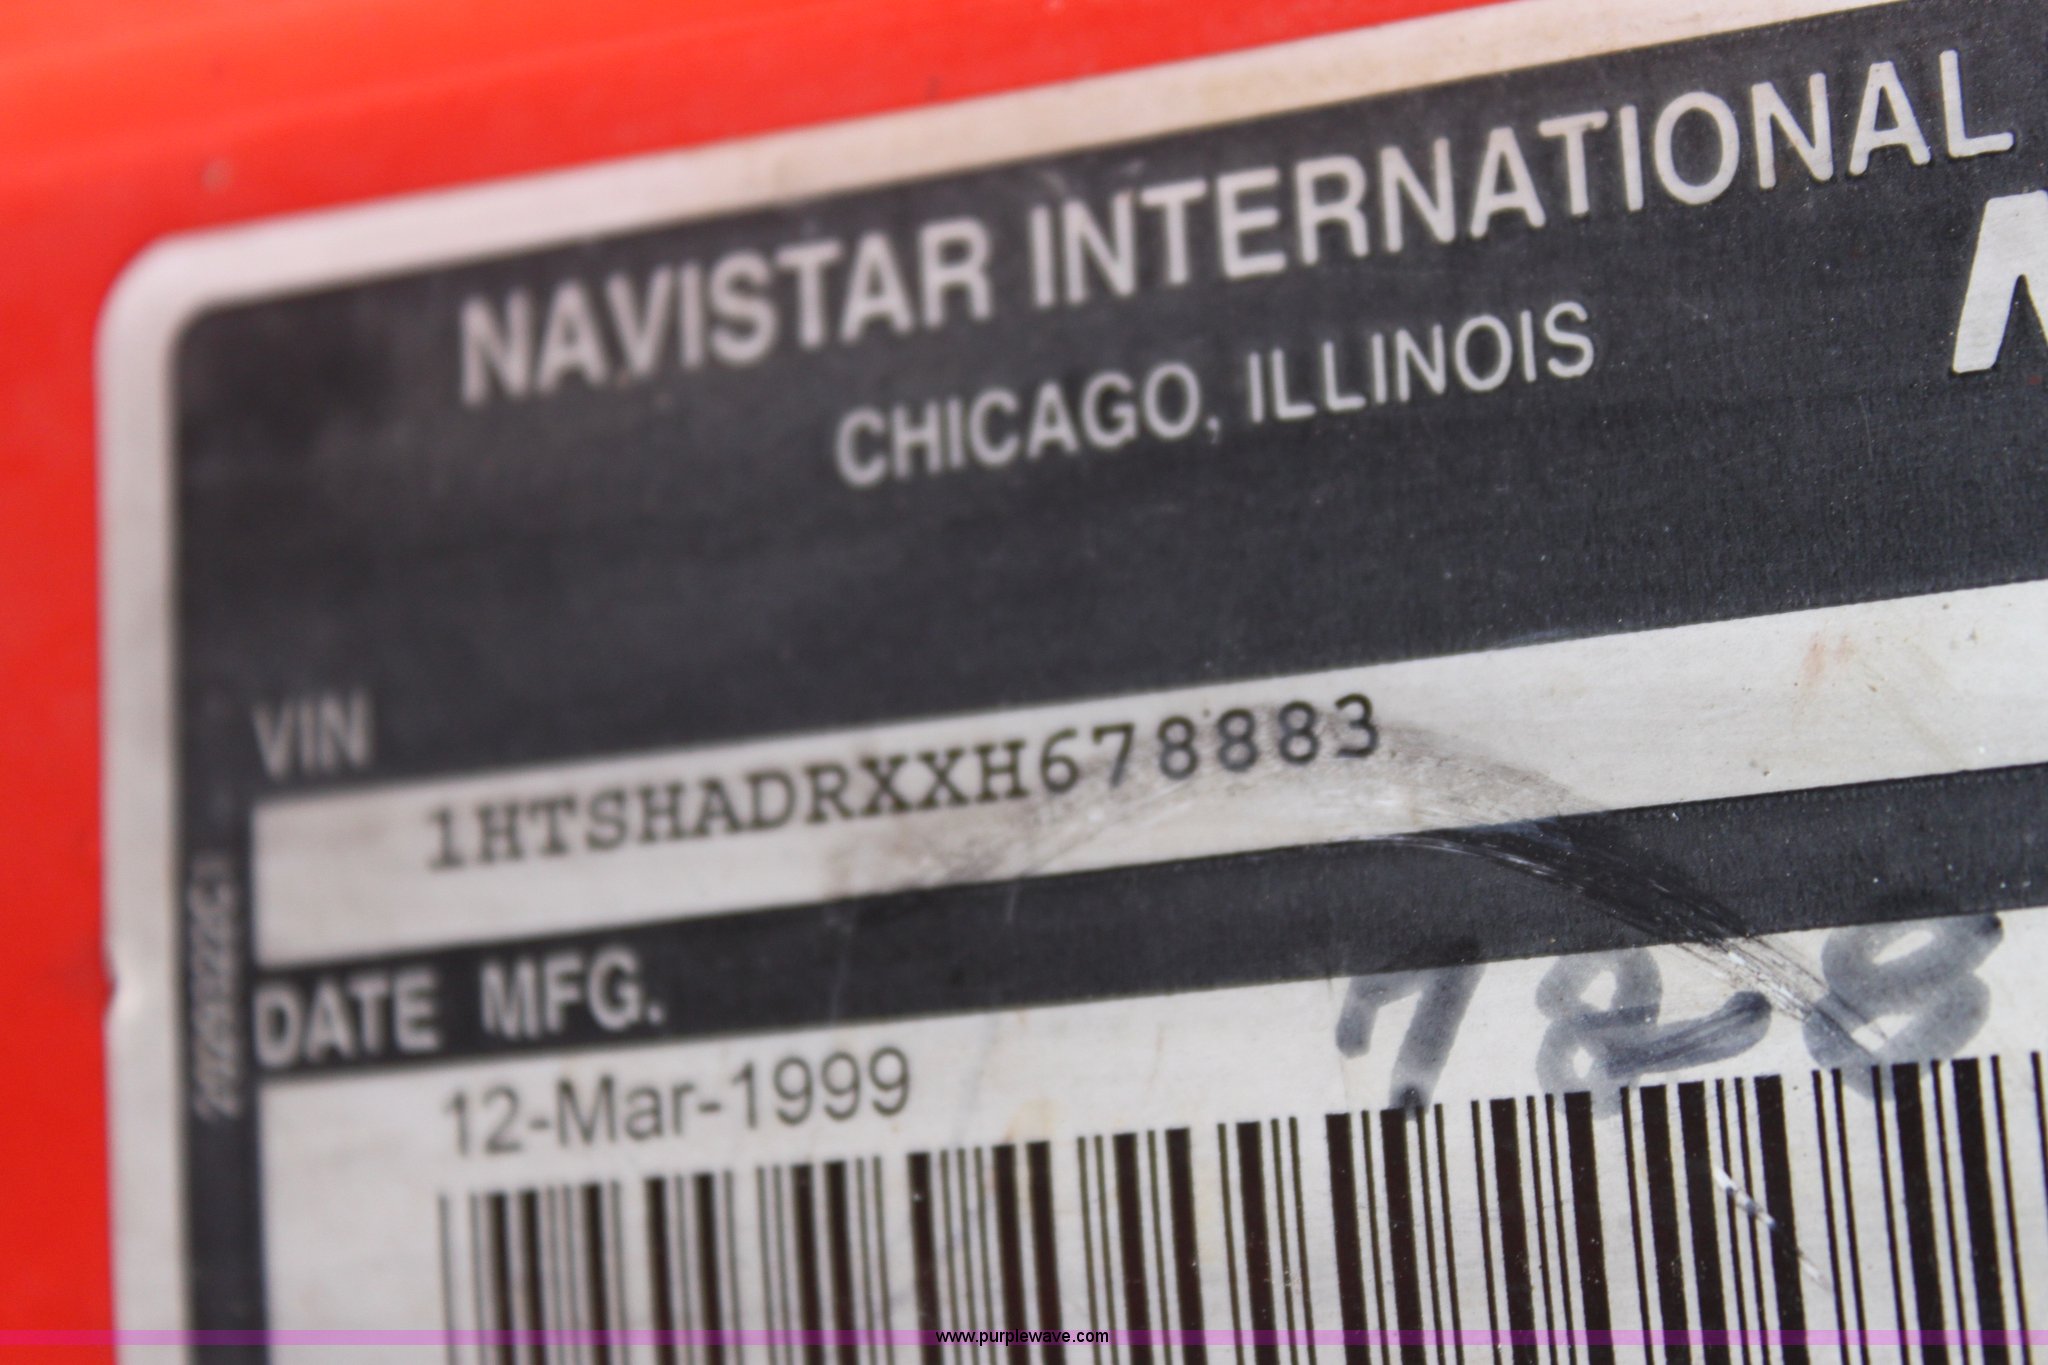 NAVISTAR INTERNATIONAL
CHICAGO, ILLINOIS
VIN
1HTSHADRXXH678883
DATE MFG.
12-Mar-1999
www.purplewave.com